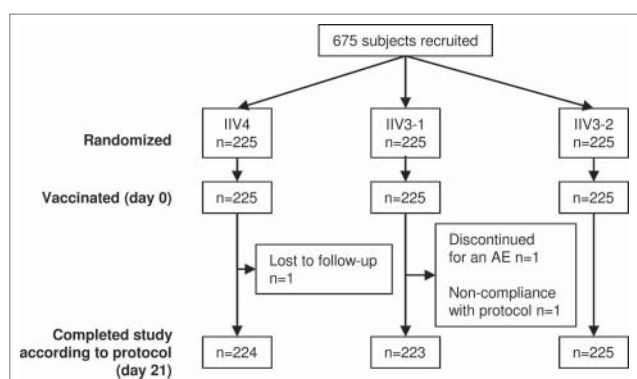 675 subjects recruited
Randomized
IIV4
n=225
IIV3-1
n=225
IIV3-2
n=225
Vaccinated (day 0)
n=225
n=225
n=225
Lost to follow-up
n=1
Discontinued
for an AE n=1
Non-compliance
with protocol n=1
Completed study
according to protocol
(day 21)
n=224
n=223
n=225